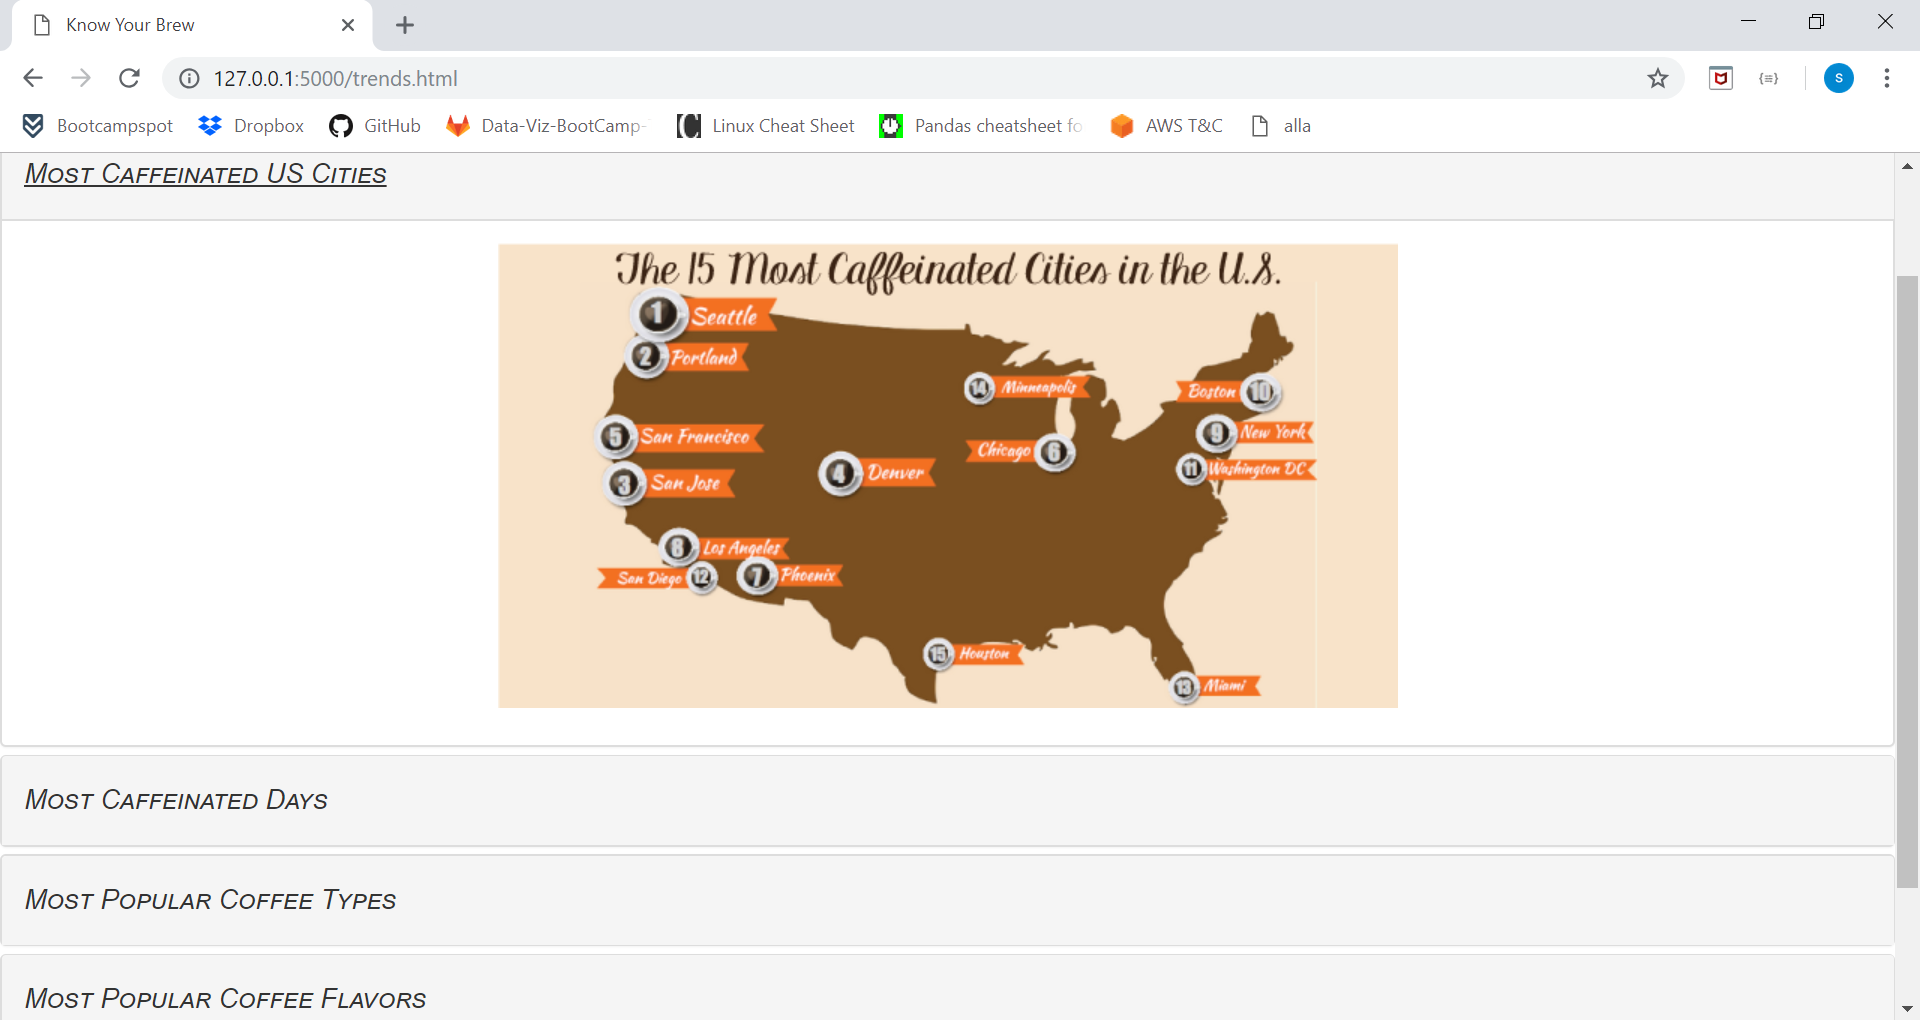 Know Your Brew
127.0.0.1:5000/trends.html
S
Bootcampspot Dropbox GitHub Data-Viz-BootCamp- Linux Cheat Sheet Pandas cheatsheet fo AWS T&C alla
Most Caffeinated US Cities
The 15 Most Caffeinated Cities in the U.S.
1 Seattle
2 Portland
14 Minneapolis
Boston 10
5 San Francisco
9 New York
Chicago 6
11 Washington DC
4 Denver
3 San Jose
8 Los Angeles
San Diego 12
7 Phoenix
15 Houston
13 Miami
Most Caffeinated Days
Most Popular Coffee Types
Most Popular Coffee Flavors